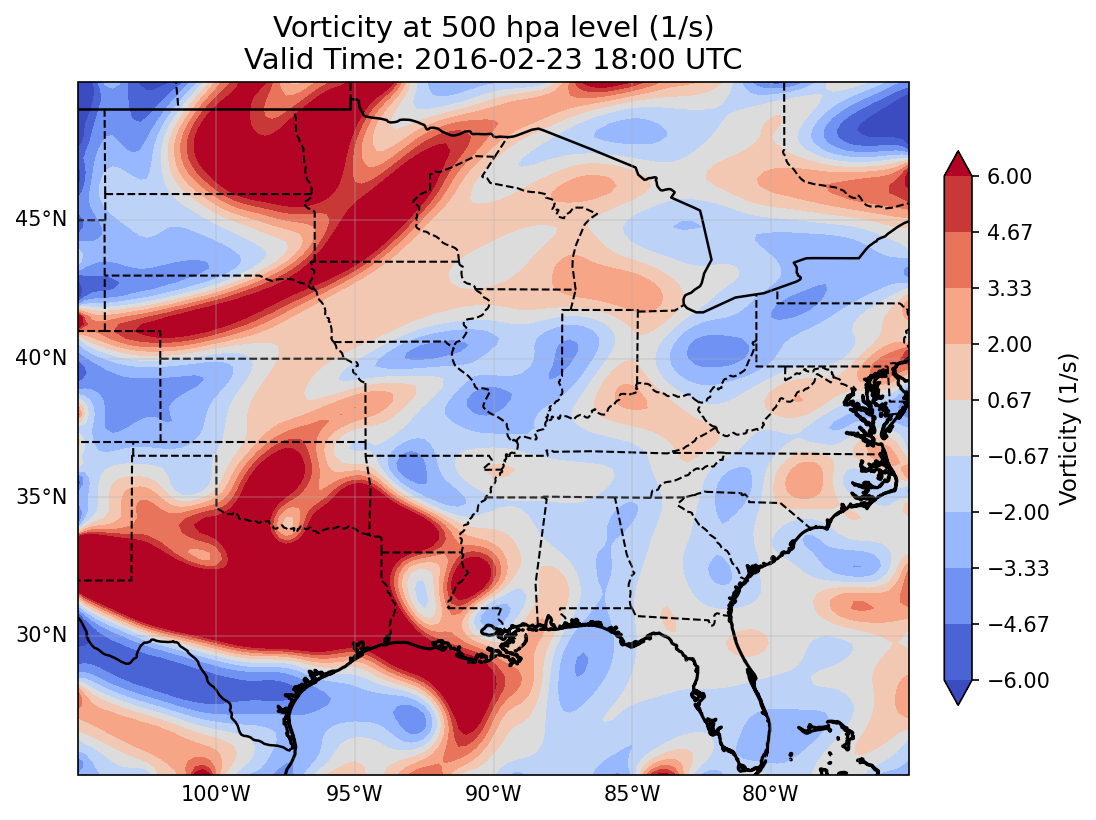 Vorticity at 500 hpa level (1/s)
Valid Time: 2016-02-23 18:00 UTC
45°N
40°N
35°N
30°N
100°W
95°W
90°W
85°W
80°W
6.00
4.67
3.33
2.00
0.67
−0.67
−2.00
−3.33
−4.67
−6.00
Vorticity (1/s)